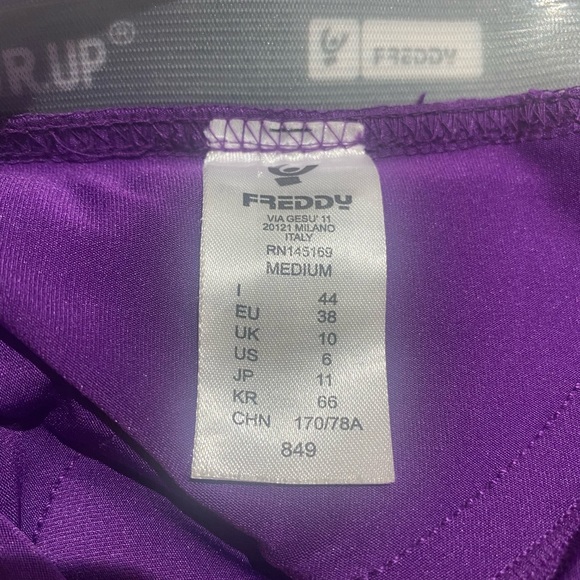 R.UP®
FREDDY
FREDDY
VIA GESU' 11
20121 MILANO
ITALY
RN145169
MEDIUM
I 44
EU 38
UK 10
US 6
JP 11
KR 66
CHN 170/78A
849